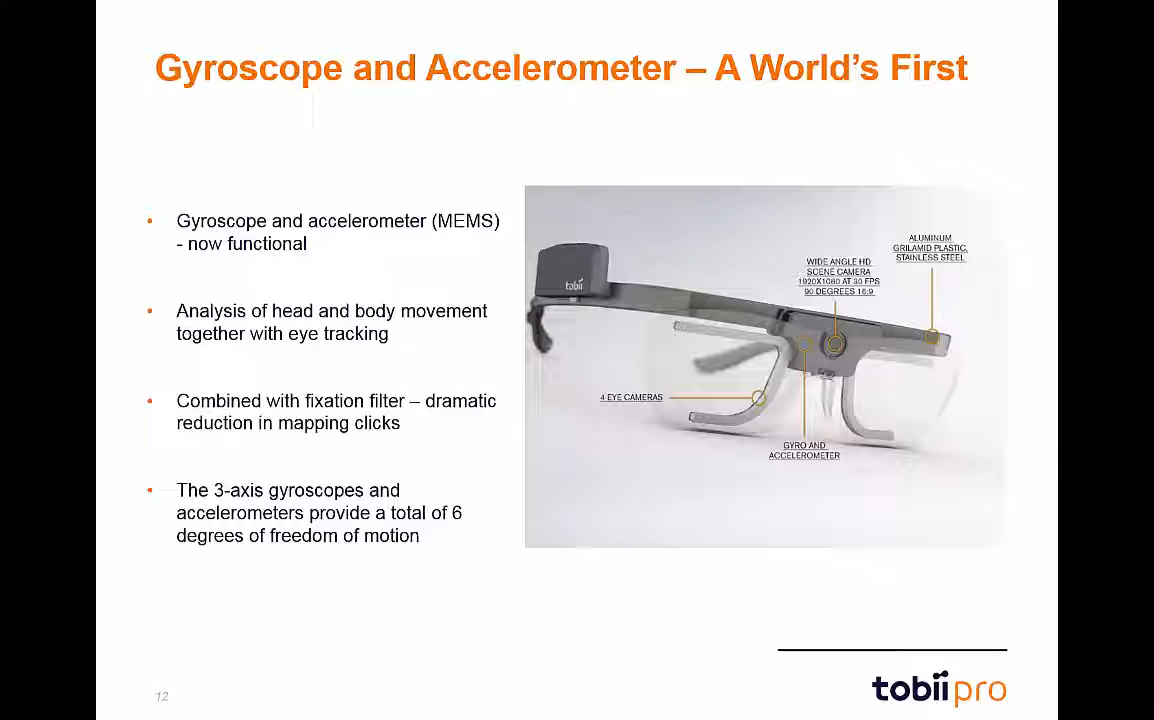 Gyroscope and Accelerometer – A World's First
• Gyroscope and accelerometer (MEMS)
- now functional
• Analysis of head and body movement
together with eye tracking
• Combined with fixation filter – dramatic
reduction in mapping clicks
• The 3-axis gyroscopes and
accelerometers provide a total of 6
degrees of freedom of motion
tobii
ALUMINUM
GRILAMID PLASTIC,
STAINLESS STEEL
WIDE ANGLE HD
SCENE CAMERA
1920X1080 AT 30 FPS
90 DEGREES 16:9
4 EYE CAMERAS
GYRO AND
ACCELEROMETER
12
tobii pro